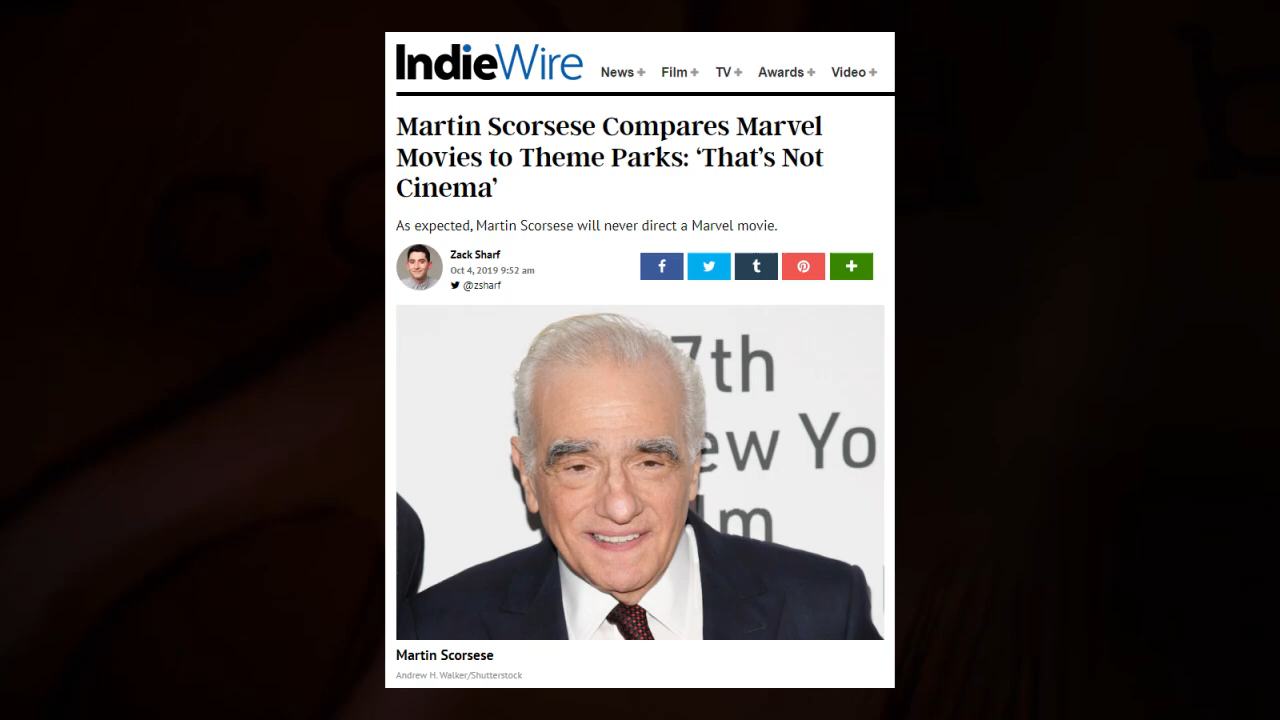 IndieWire
News + Film + TV + Awards + Video +
Martin Scorsese Compares Marvel
Movies to Theme Parks: ‘That’s Not
Cinema’
As expected, Martin Scorsese will never direct a Marvel movie.
Zack Sharf
Oct 4, 2019 9:52 am
@zsharf
7th
ew Yo
lm
Martin Scorsese
Andrew H. Walker/Shutterstock